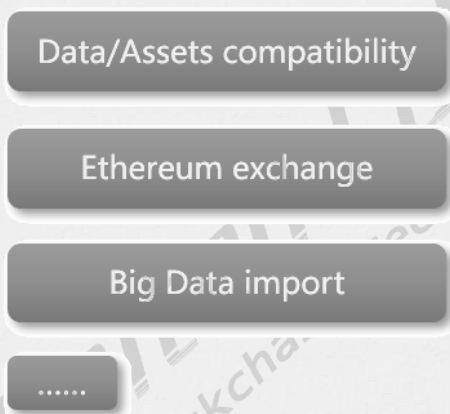 Data/Assets compatibility
Ethereum exchange
Big Data import
......